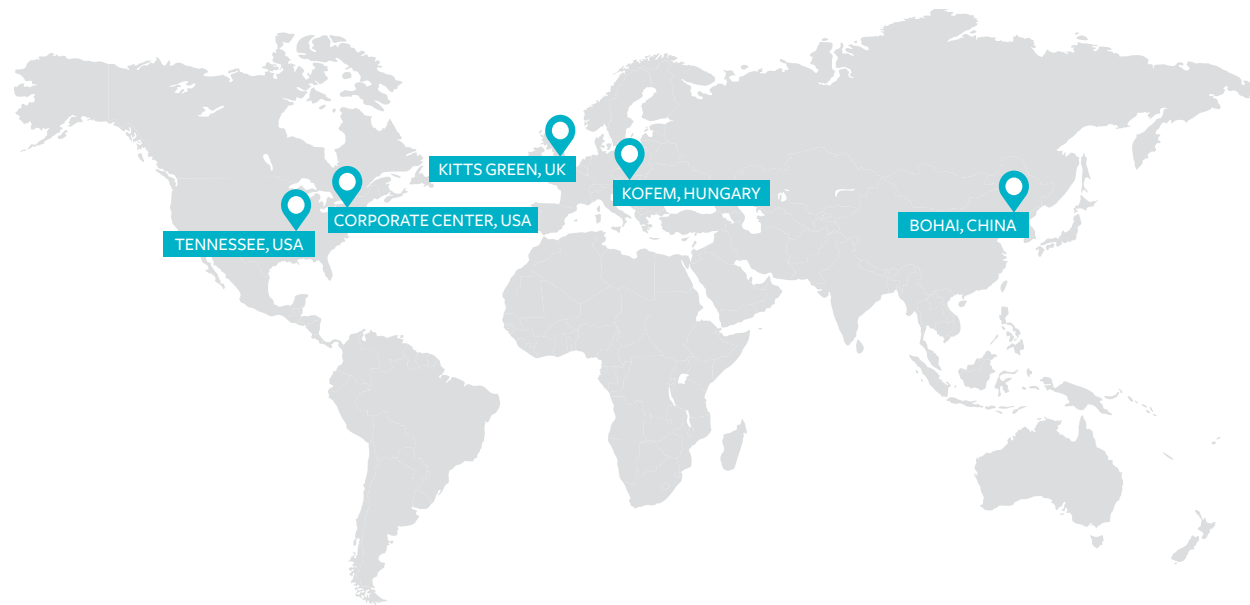 KITTS GREEN, UK
KOFEM, HUNGARY
CORPORATE CENTER, USA
BOHAI, CHINA
TENNESSEE, USA